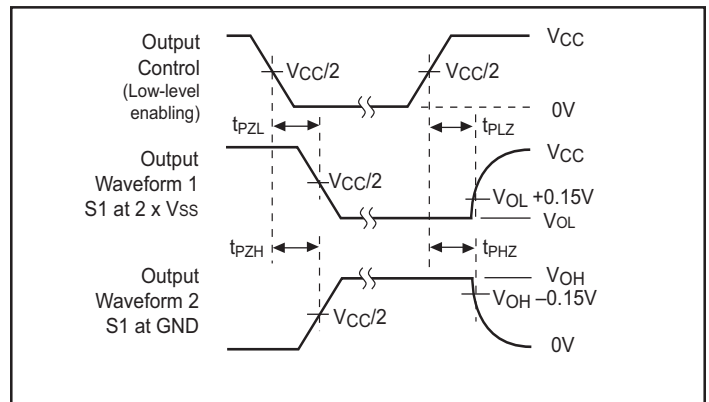 Output
Control
(Low-level
enabling)
VCC/2
VCC/2
VCC
0V
tPZL
tPLZ
Output
Waveform 1
S1 at 2 x VSS
VCC/2
VCC
VOL +0.15V
VOL
tPZH
tPHZ
Output
Waveform 2
S1 at GND
VCC/2
VOH
VOH –0.15V
0V